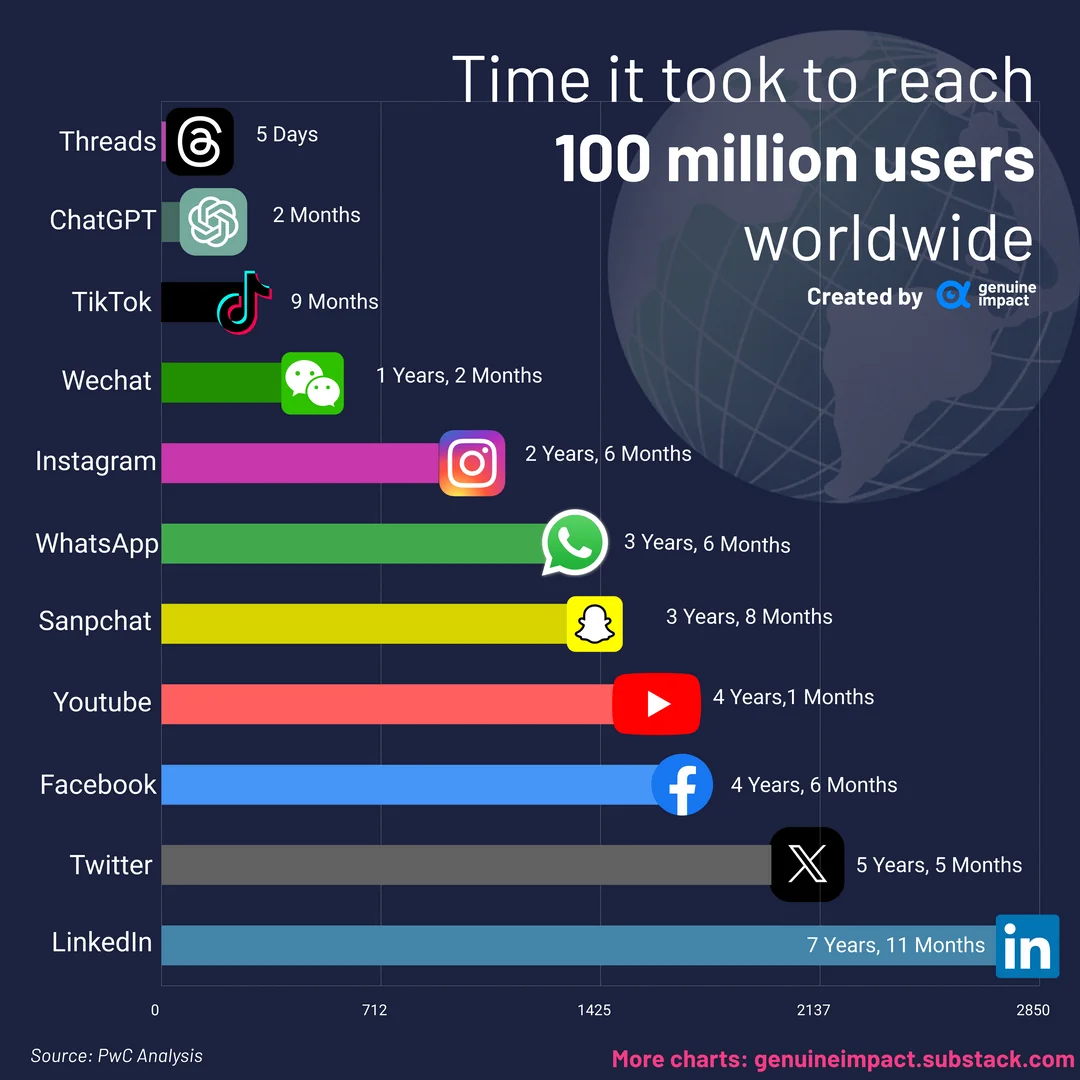 Time it took to reach
100 million users
worldwide
Created by genuine impact
Threads 5 Days
ChatGPT 2 Months
TikTok 9 Months
Wechat 1 Years, 2 Months
Instagram 2 Years, 6 Months
WhatsApp 3 Years, 6 Months
Sanpchat 3 Years, 8 Months
Youtube 4 Years,1 Months
Facebook 4 Years, 6 Months
Twitter 5 Years, 5 Months
LinkedIn 7 Years, 11 Months in
0 712 1425 2137 2850
Source: PwC Analysis
More charts: genuineimpact.substack.com